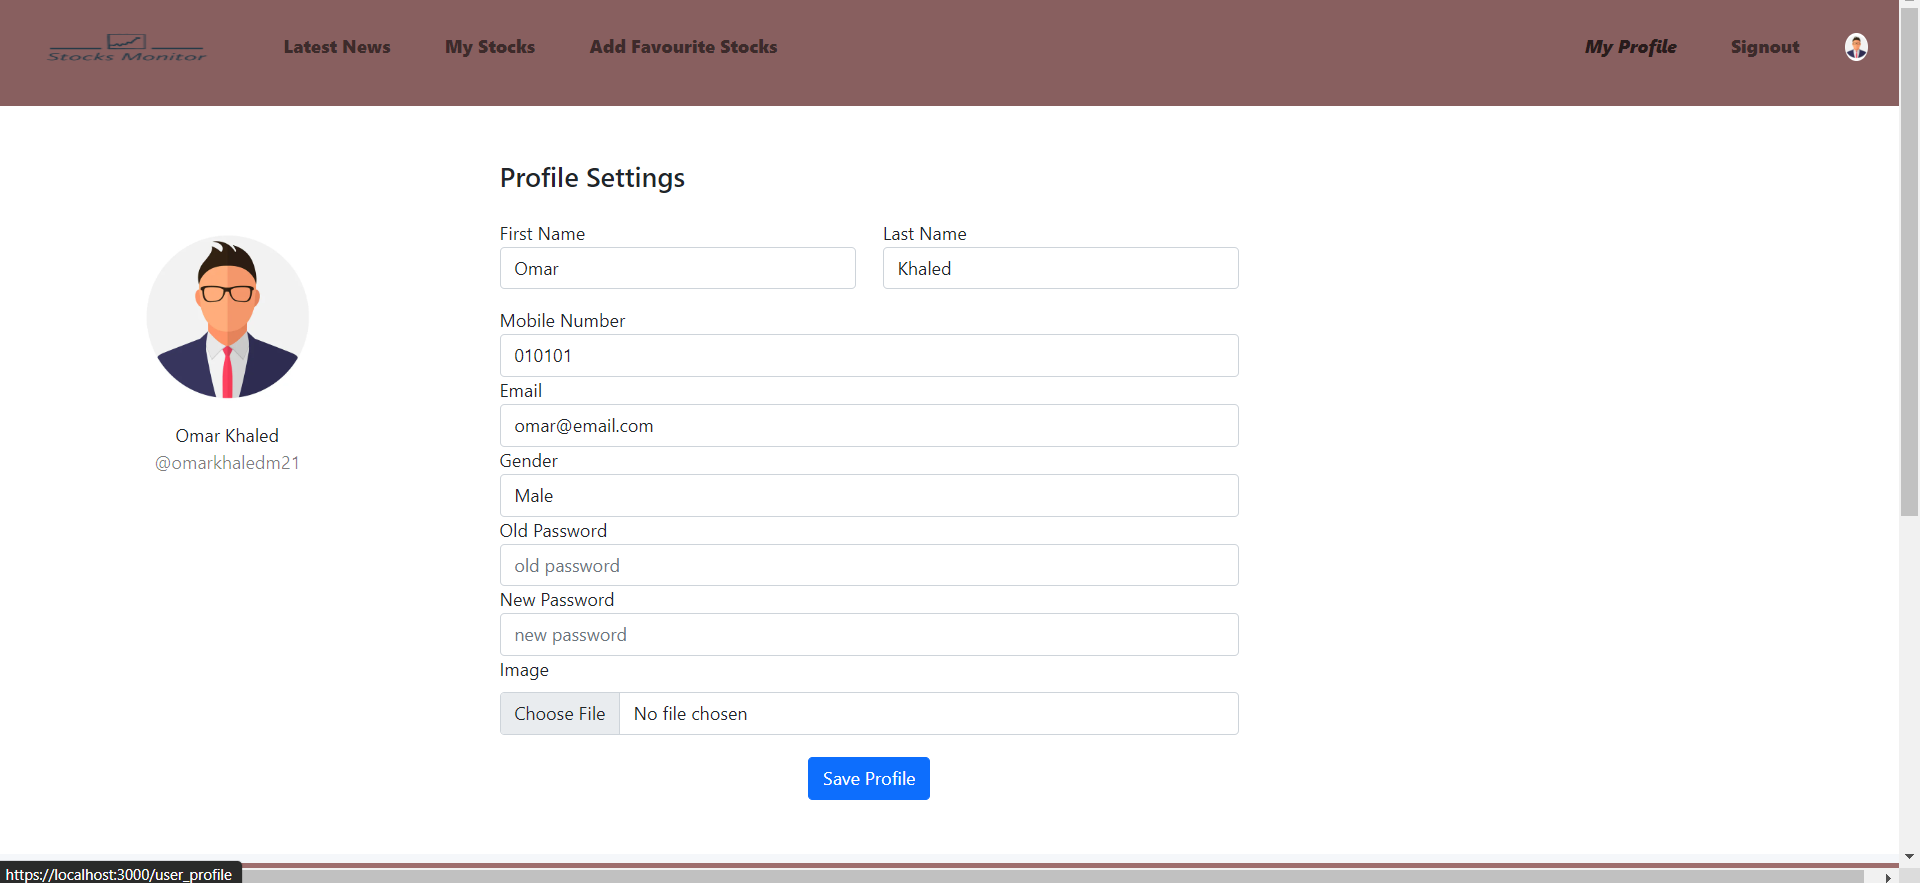 Stocks Monitor
Latest News
My Stocks
Add Favourite Stocks
My Profile
Signout
Profile Settings
First Name
Last Name
Omar
Khaled
Mobile Number
010101
Email
omar@email.com
Gender
Male
Old Password
old password
New Password
new password
Image
Choose File
No file chosen
Save Profile
Omar Khaled
@omarkhaledm21
https://localhost:3000/user_profile